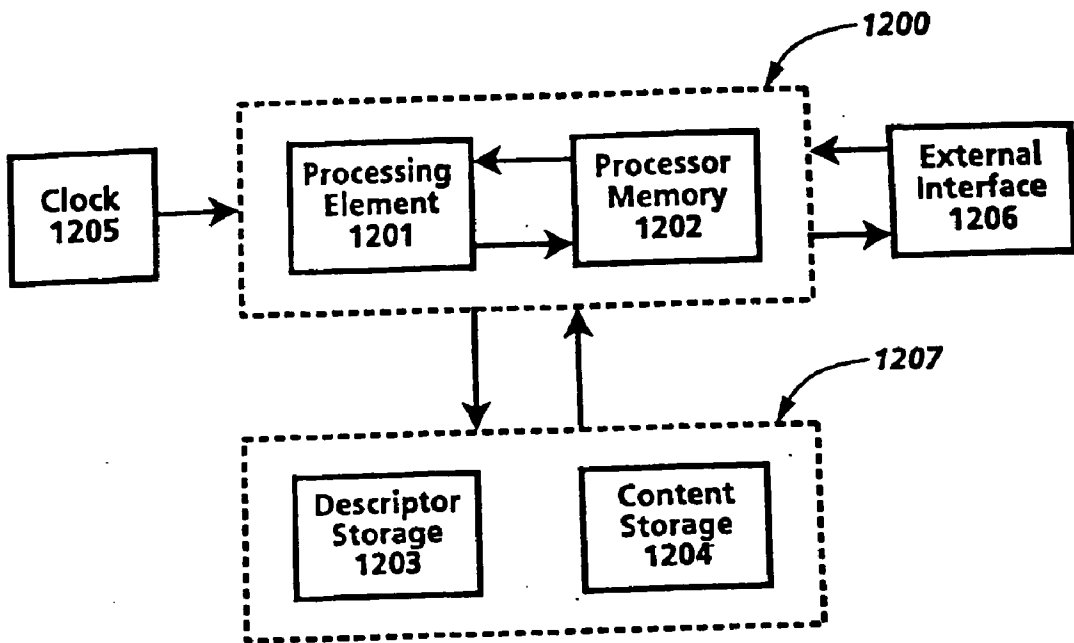 1200
Clock
1205
Processing
Element
1201
Processor
Memory
1202
External
Interface
1206
1207
Descriptor
Storage
1203
Content
Storage
1204